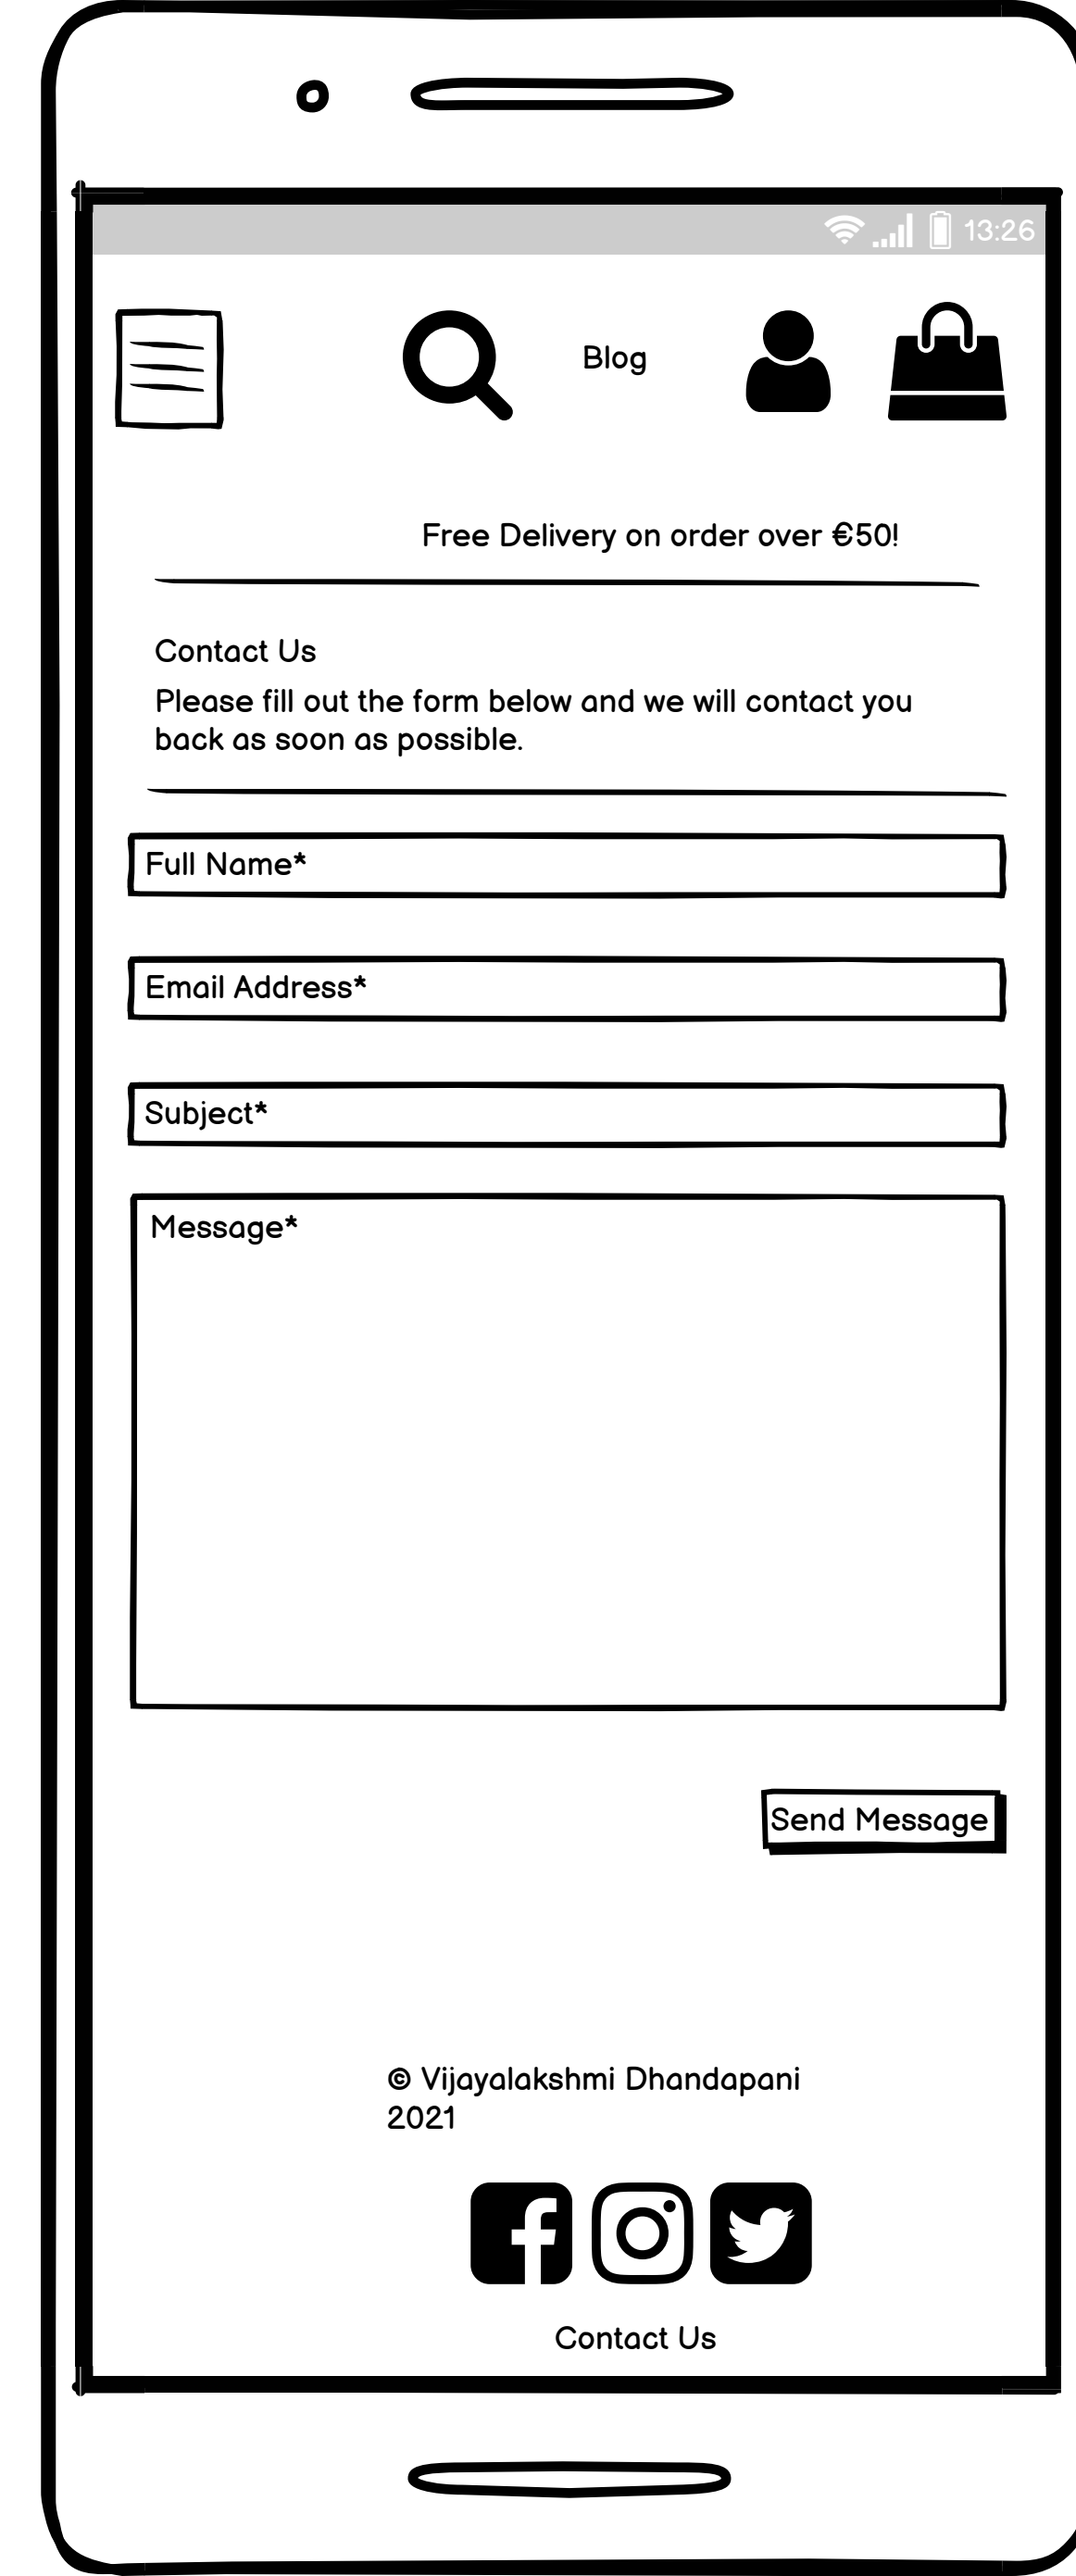 13:26
Blog
Free Delivery on order over €50!
Contact Us
Please fill out the form below and we will contact you
back as soon as possible.
Full Name*
Email Address*
Subject*
Message*
Send Message
© Vijayalakshmi Dhandapani
2021
Contact Us